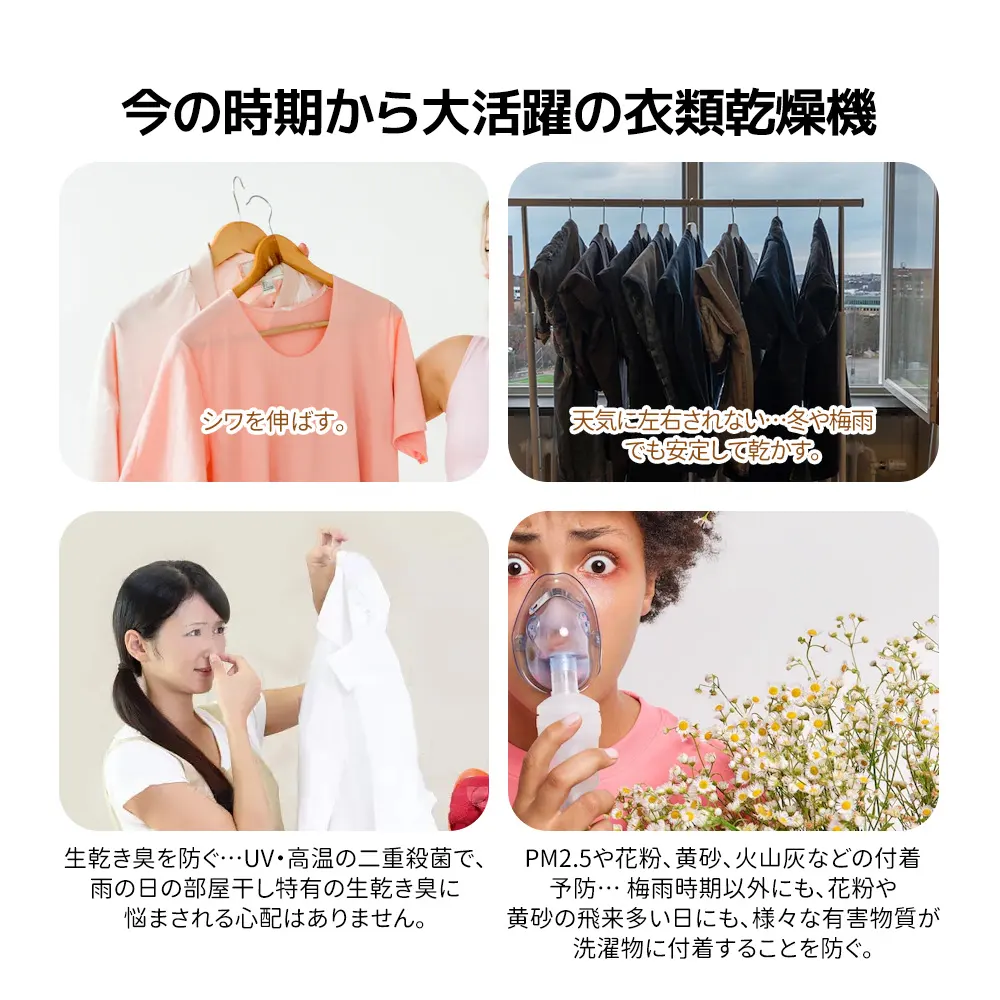 今の時期から大活躍の衣類乾燥機
シワを伸ばす。
天気に左右されない…冬や梅雨
でも安定して乾かす。
生乾き臭を防ぐ…UV・高温の二重殺菌で、
雨の日の部屋干し特有の生乾き臭に
悩まされる心配はありません。
PM2.5や花粉、黄砂、火山灰などの付着
予防… 梅雨時期以外にも、花粉や
黄砂の飛来多い日にも、様々な有害物質が
洗濯物に付着することを防ぐ。